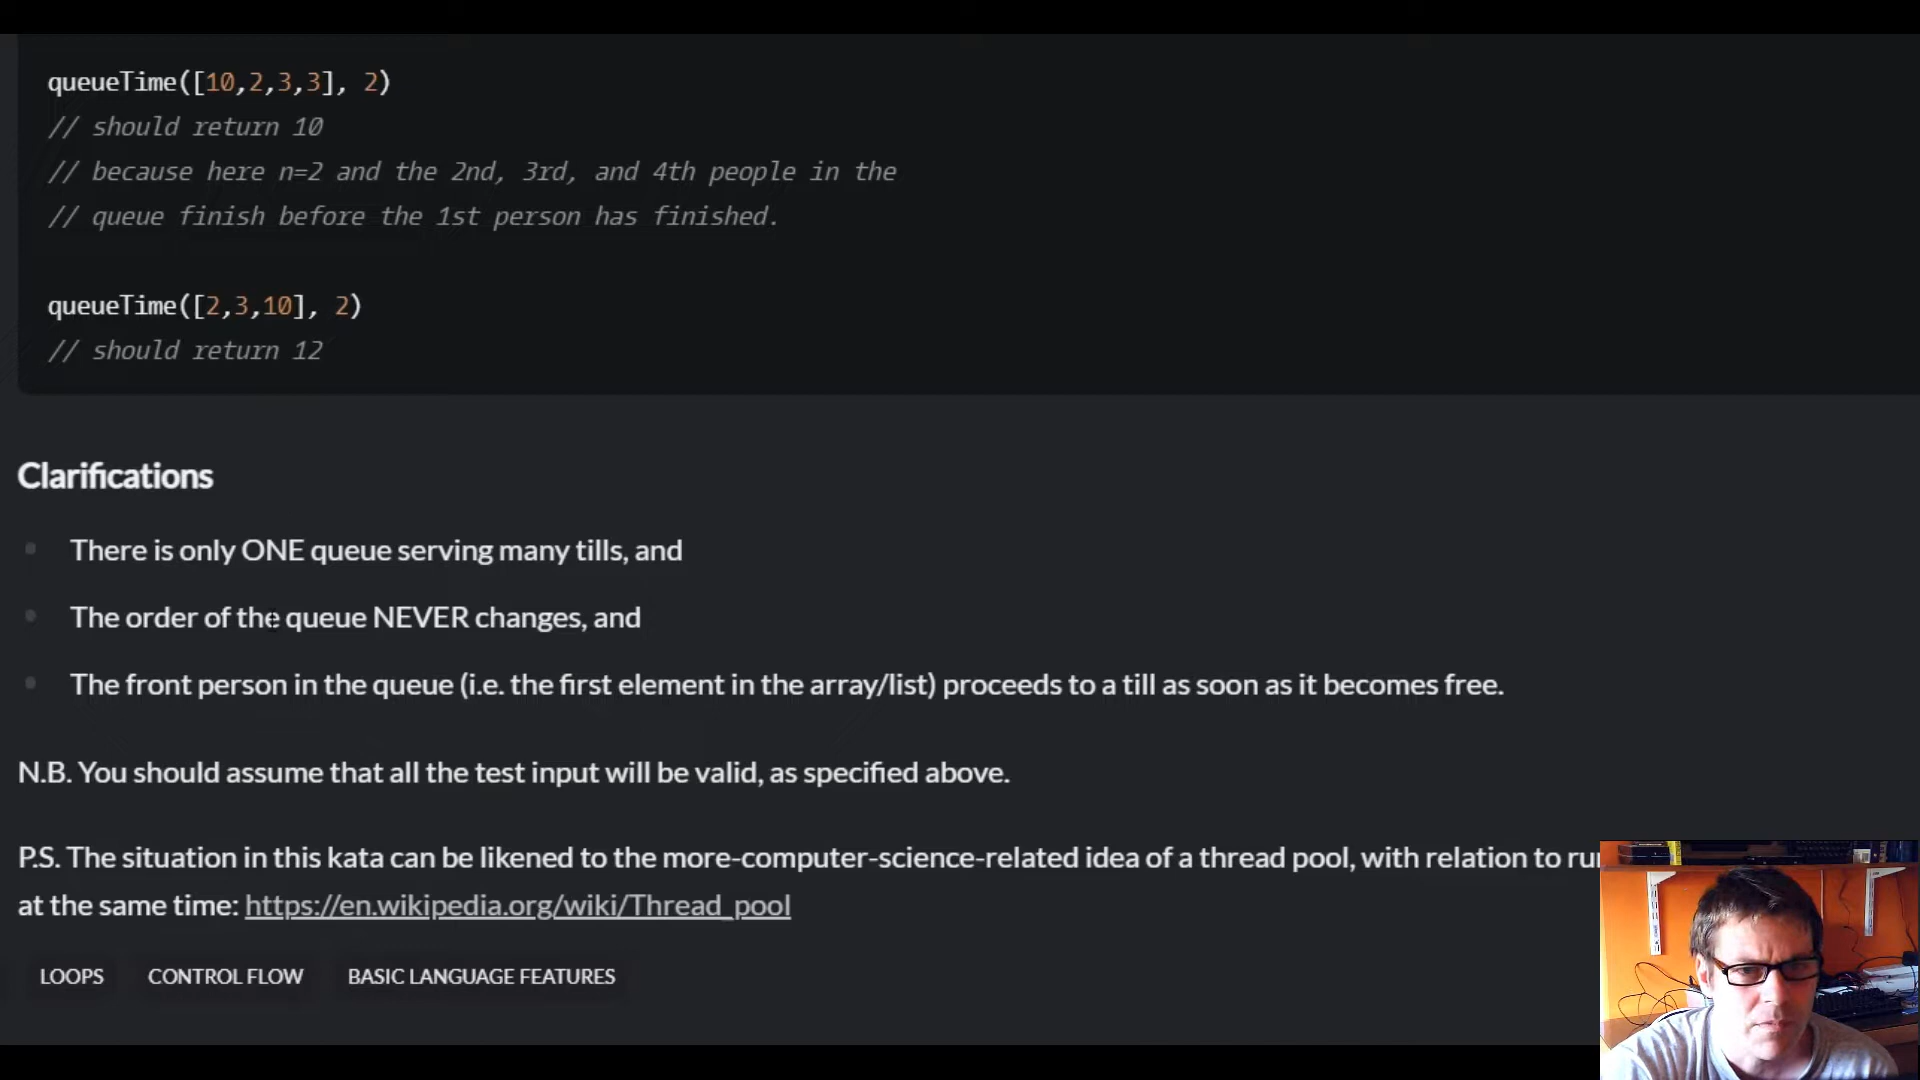 queueTime([10,2,3,3], 2)
// should return 10
// because here n=2 and the 2nd, 3rd, and 4th people in the
// queue finish before the 1st person has finished.
queueTime([2,3,10], 2)
// should return 12
Clarifications
There is only ONE queue serving many tills, and
The order of the queue NEVER changes, and
The front person in the queue (i.e. the first element in the array/list) proceeds to a till as soon as it becomes free.
N.B. You should assume that all the test input will be valid, as specified above.
P.S. The situation in this kata can be likened to the more-computer-science-related idea of a thread pool, with relation to
at the same time: https://en.wikipedia.org/wiki/Thread_pool
LOOPS CONTROL FLOW BASIC LANGUAGE FEATURES